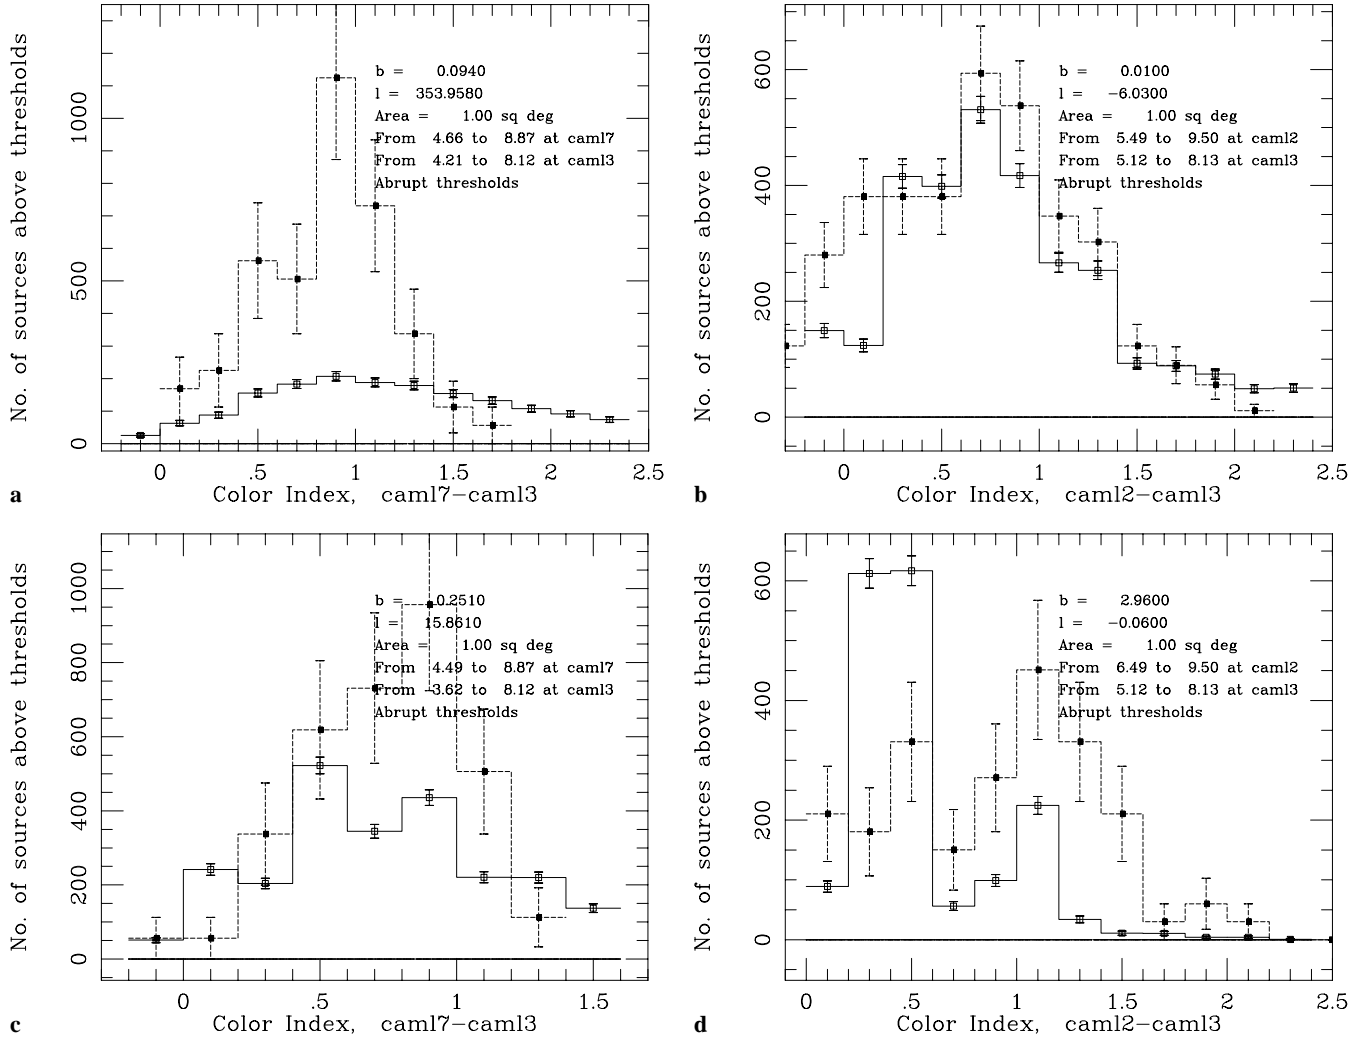 No. of sources above thresholds
1000
500
0
b = 0.0940
l = 353.9580
Area = 1.00 sq deg
From 4.66 to 8.87 at caml7
From 4.21 to 8.12 at caml3
Abrupt thresholds
0 .5 1 1.5 2 2.5
a
Color Index, caml7-caml3
No. of sources above thresholds
600
400
200
0
b = 0.0100
l = -6.0300
Area = 1.00 sq deg
From 5.49 to 9.50 at caml2
From 5.12 to 8.13 at caml3
Abrupt thresholds
0 .5 1 1.5 2 2.5
b
Color Index, caml2-caml3
No. of sources above thresholds
1000
800
600
400
200
0
b = 0.2510
l = 15.8610
Area = 1.00 sq deg
From 4.49 to 8.87 at caml7
From -3.62 to 8.12 at caml3
Abrupt thresholds
0 .5 1 1.5
c
Color Index, caml7-caml3
No. of sources above thresholds
600
400
200
0
b = 2.9600
l = -0.0600
Area = 1.00 sq deg
From 6.49 to 9.50 at caml2
From 5.12 to 8.13 at caml3
Abrupt thresholds
0 .5 1 1.5 2 2.5
d
Color Index, caml2-caml3